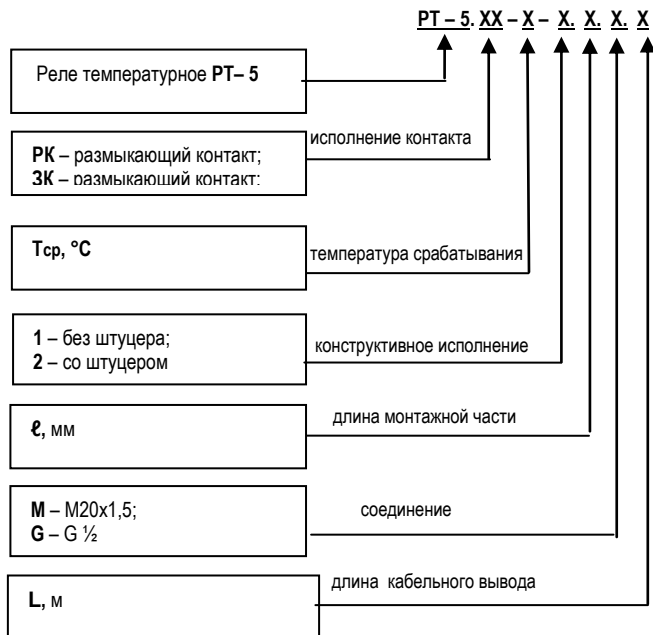 РТ – 5. ХХ – Х – Х. Х. Х. Х
Реле температурное РТ– 5
исполнение контакта
РК – размыкающий контакт;
ЗК – размыкающий контакт;
Тср, °С
температура срабатывания
1 – без штуцера;
2 – со штуцером
конструктивное исполнение
ℓ, мм
длина монтажной части
М – М20х1,5;
G – G ½
соединение
L, м
длина кабельного вывода